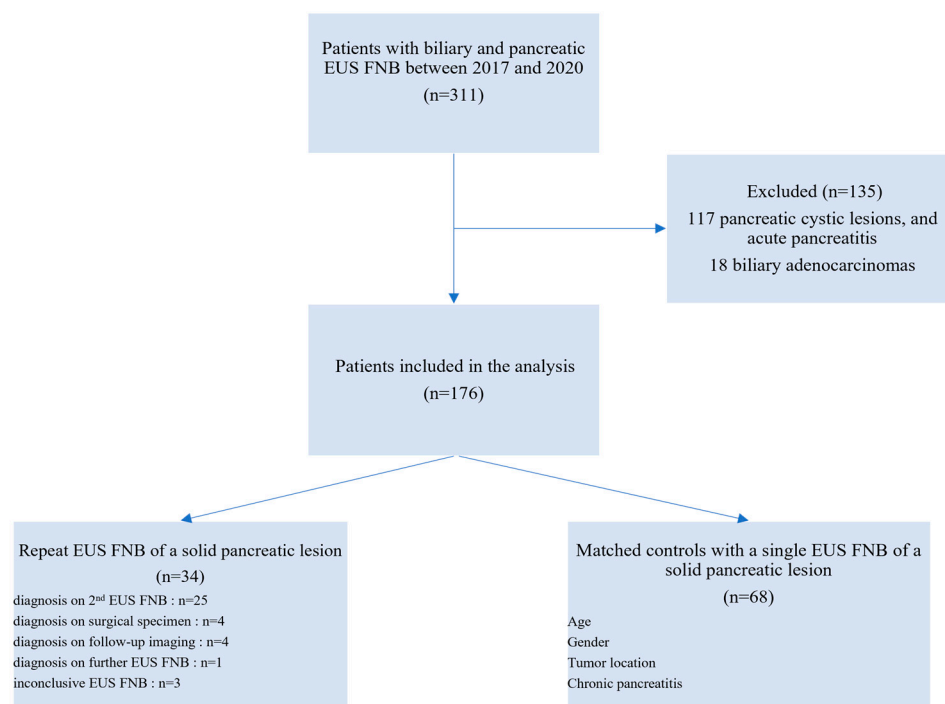 Patients with biliary and pancreatic
EUS FNB between 2017 and 2020
(n=311)
Excluded (n=135)
117 pancreatic cystic lesions, and
acute pancreatitis
18 biliary adenocarcinomas
Patients included in the analysis
(n=176)
Repeat EUS FNB of a solid pancreatic lesion
(n=34)
diagnosis on 2nd EUS FNB : n=25
diagnosis on surgical specimen : n=4
diagnosis on follow-up imaging : n=4
diagnosis on further EUS FNB : n=1
inconclusive EUS FNB : n=3
Matched controls with a single EUS FNB of a
solid pancreatic lesion
(n=68)
Age
Gender
Tumor location
Chronic pancreatitis